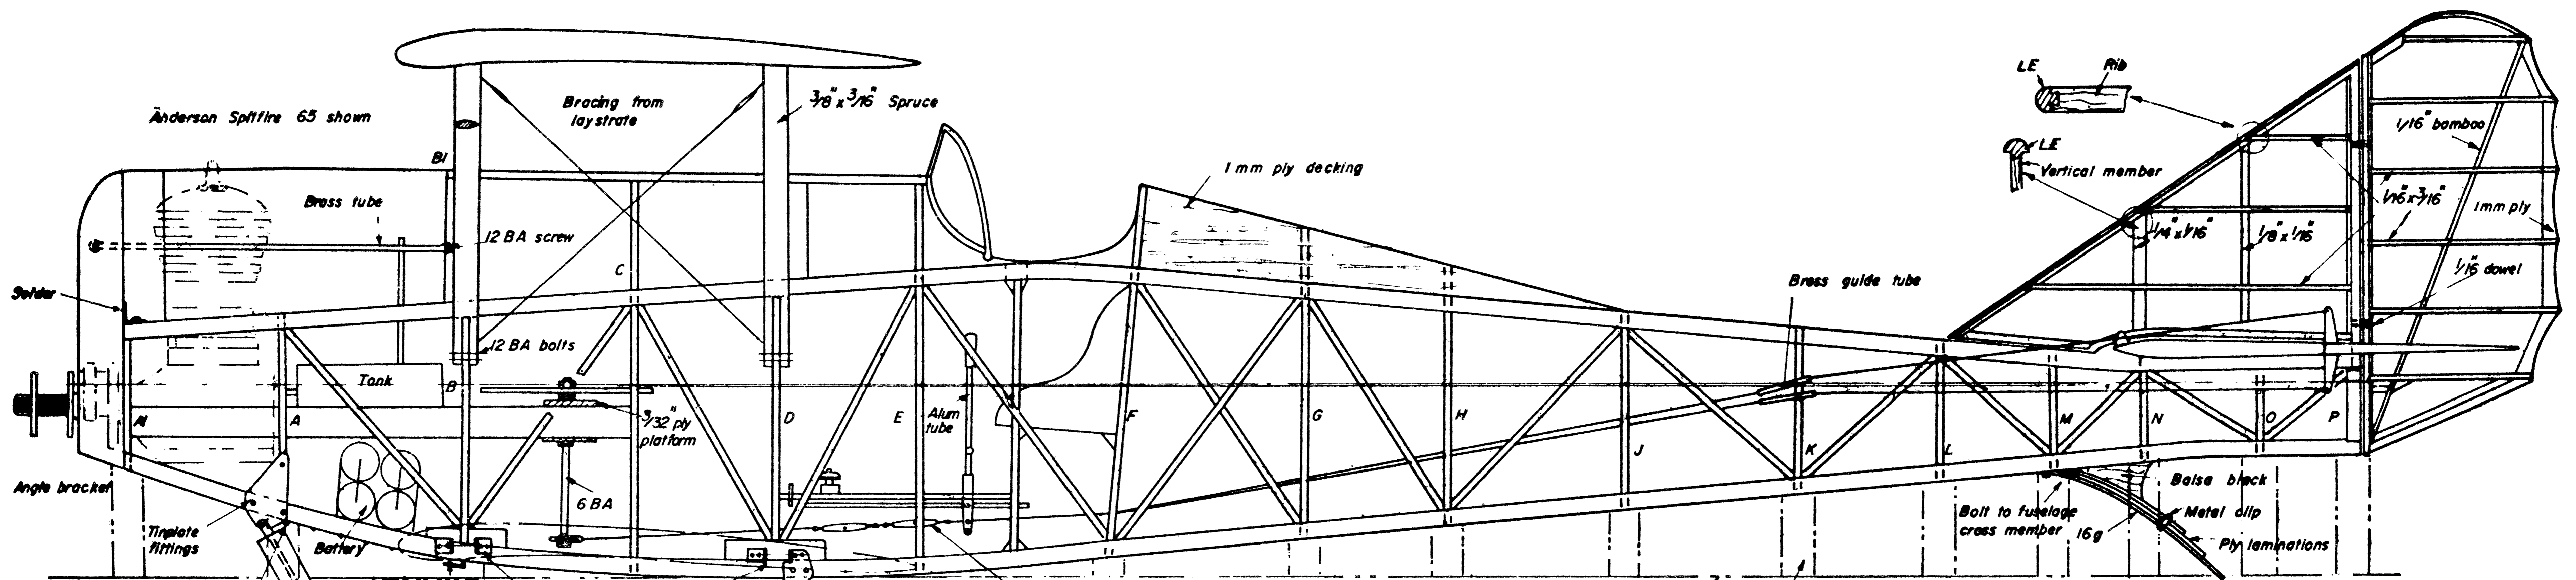 Anderson Spitfire 65 shown
Bracing from
laystrate
3/8" x 3/16" Spruce
B1
Brass tube
12 BA screw
C
1 mm ply decking
LE
Rib
LE
Vertical member
1/16" bamboo
1/16" x 3/16"
1mm ply
1/4" x 1/16"
1/8" x 1/16"
1/16" dowel
Brass guide tube
Solder
12 BA bolts
Tank
B
3/32" ply
platform
A1
A
D
E
Alum
tube
F
G
H
J
K
L
M
N
O
P
Angle bracket
Tinplate
fittings
Battery
6 BA
Balsa block
Bolt to fuselage
cross member
16g
Metal clip
Ply laminations